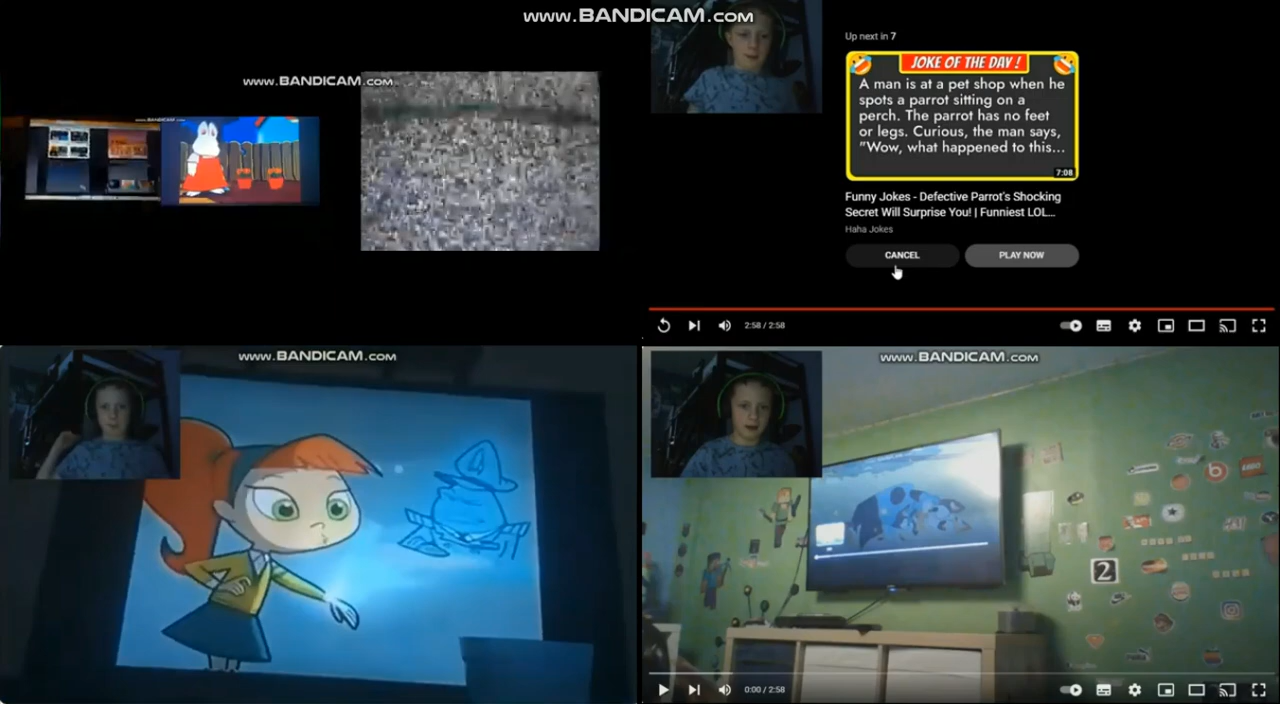 www.BANDICAM.com
Up next in 7
JOKE OF THE DAY !
A man is at a pet shop when he
spots a parrot sitting on a
perch. The parrot has no feet
or legs. Curious, the man says,
"Wow, what happened to this...
7:08
Funny Jokes - Defective Parrot's Shocking
Secret Will Surprise You! | Funniest LOL...
Haha Jokes
CANCEL
PLAY NOW
2:58 / 2:58
www.BANDICAM.com
www.BANDICAM.com
www.BANDICAM.com
4
2
0:00 / 2:58